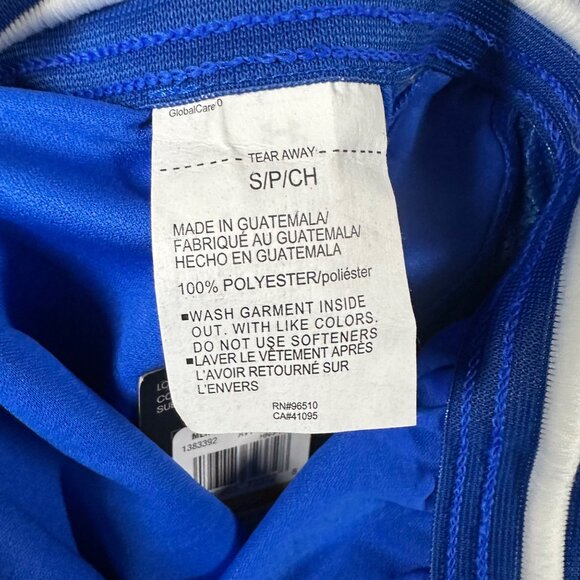 GlobalCare 0
TEAR AWAY
S/P/CH
MADE IN GUATEMALA/
FABRIQUÉ AU GUATEMALA/
HECHO EN GUATEMALA
100% POLYESTER/poliéster
▪WASH GARMENT INSIDE
OUT. WITH LIKE COLORS.
DO NOT USE SOFTENERS
▪LAVER LE VÊTEMENT APRÈS
L'AVOIR RETOURNÉ SUR
L'ENVERS
RN#96510
CA#41095
1383392